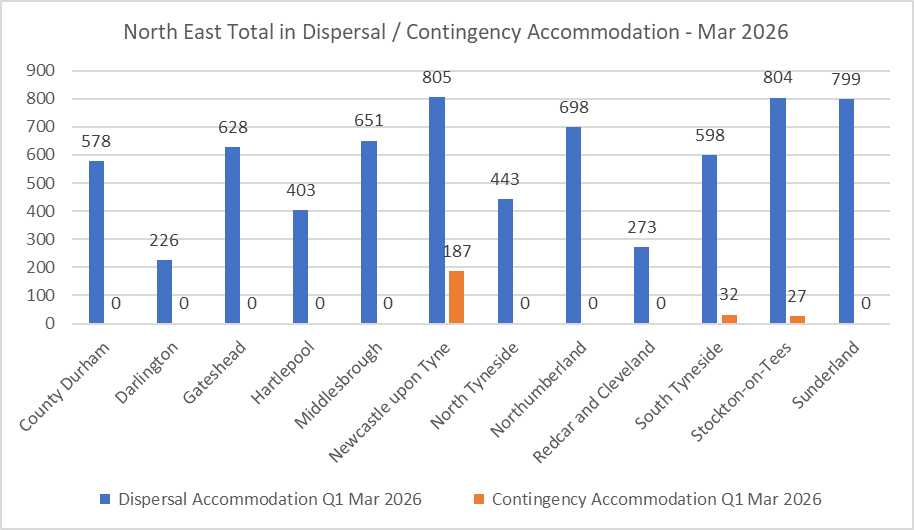 North East Total in Dispersal / Contingency Accommodation - Mar 2026
900
800
700
600
500
400
300
200
100
0
578
0
226
0
628
0
403
0
651
0
805
187
443
0
698
0
273
0
598
32
804
27
799
0
County Durham
Darlington
Gateshead
Hartlepool
Middlesbrough
Newcastle upon Tyne
North Tyneside
Northumberland
Redcar and Cleveland
South Tyneside
Stockton-on-Tees
Sunderland
Dispersal Accommodation Q1 Mar 2026
Contingency Accommodation Q1 Mar 2026